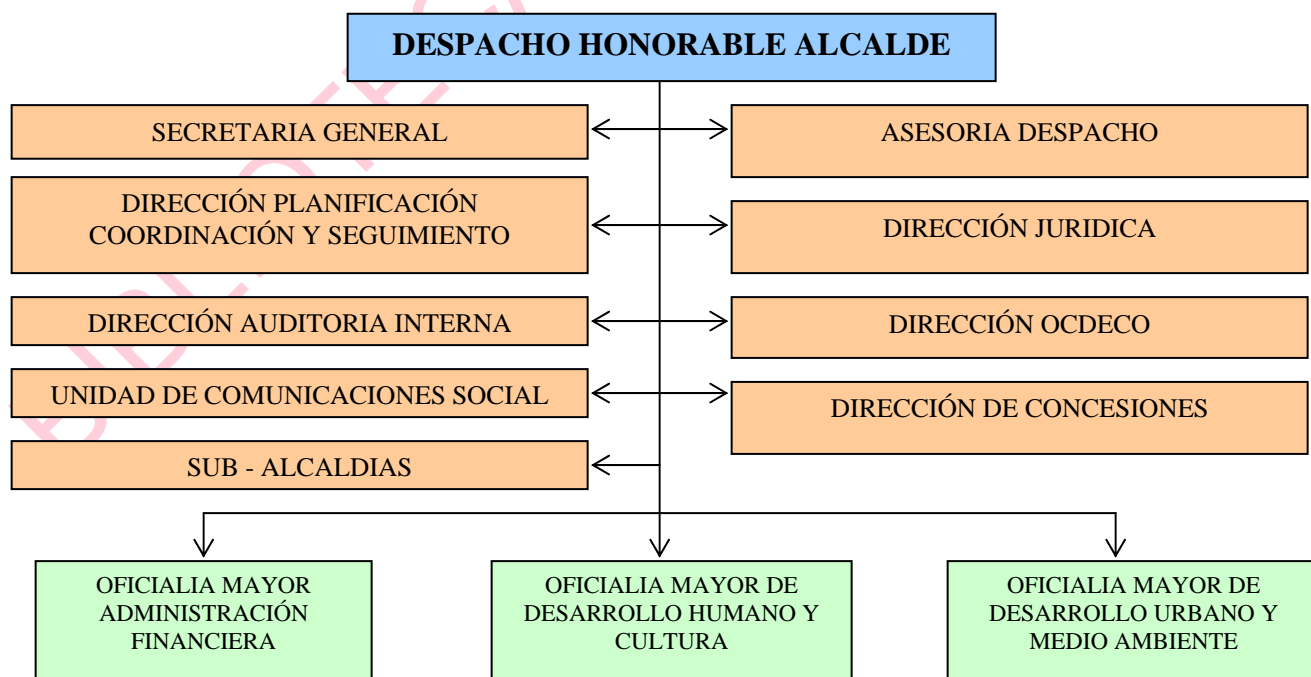 DESPACHO HONORABLE ALCALDE
SECRETARIA GENERAL
ASESORIA DESPACHO
DIRECCIÓN PLANIFICACIÓN
COORDINACIÓN Y SEGUIMIENTO
DIRECCIÓN JURIDICA
DIRECCIÓN AUDITORIA INTERNA
DIRECCIÓN OCDECO
UNIDAD DE COMUNICACIONES SOCIAL
DIRECCIÓN DE CONCESIONES
SUB - ALCALDIAS
OFICIALIA MAYOR
ADMINISTRACIÓN
FINANCIERA
OFICIALIA MAYOR DE
DESARROLLO HUMANO Y
CULTURA
OFICIALIA MAYOR DE
DESARROLLO URBANO Y
MEDIO AMBIENTE